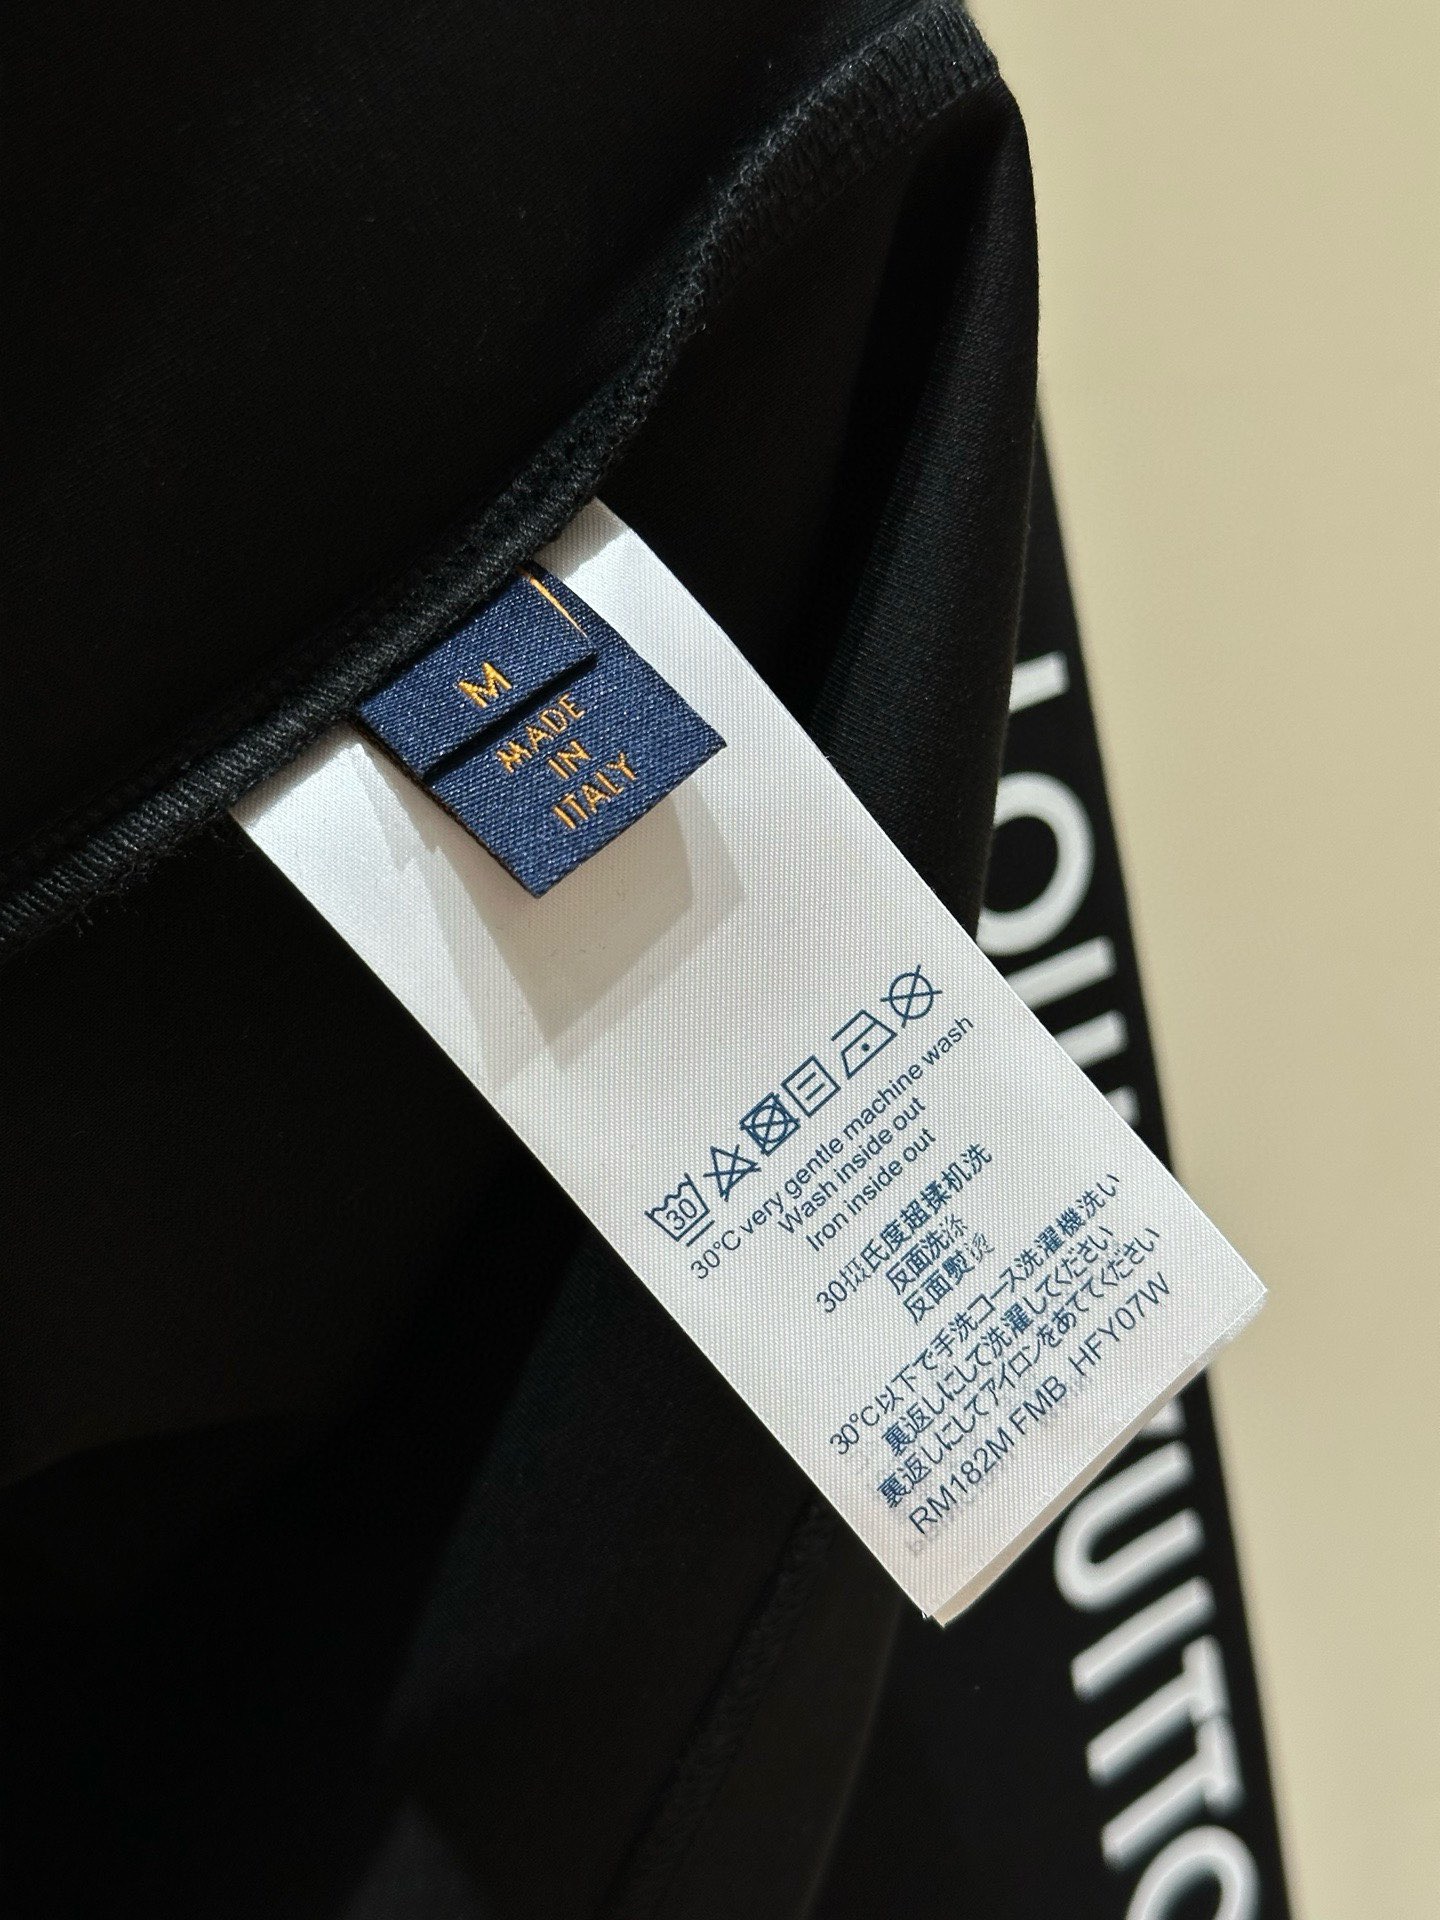 M
MADE
IN
ITALY
30
30°C very gentle machine wash
Wash inside out
Iron inside out
30摄氏度超揉机洗
反面洗涤
反面熨烫
30°C以下で手洗コース洗濯機洗い
裏返しにして洗濯してください
裏返しにしてアイロンをあててください
RM182M FMB HFY07W
LOUI
VUITTO